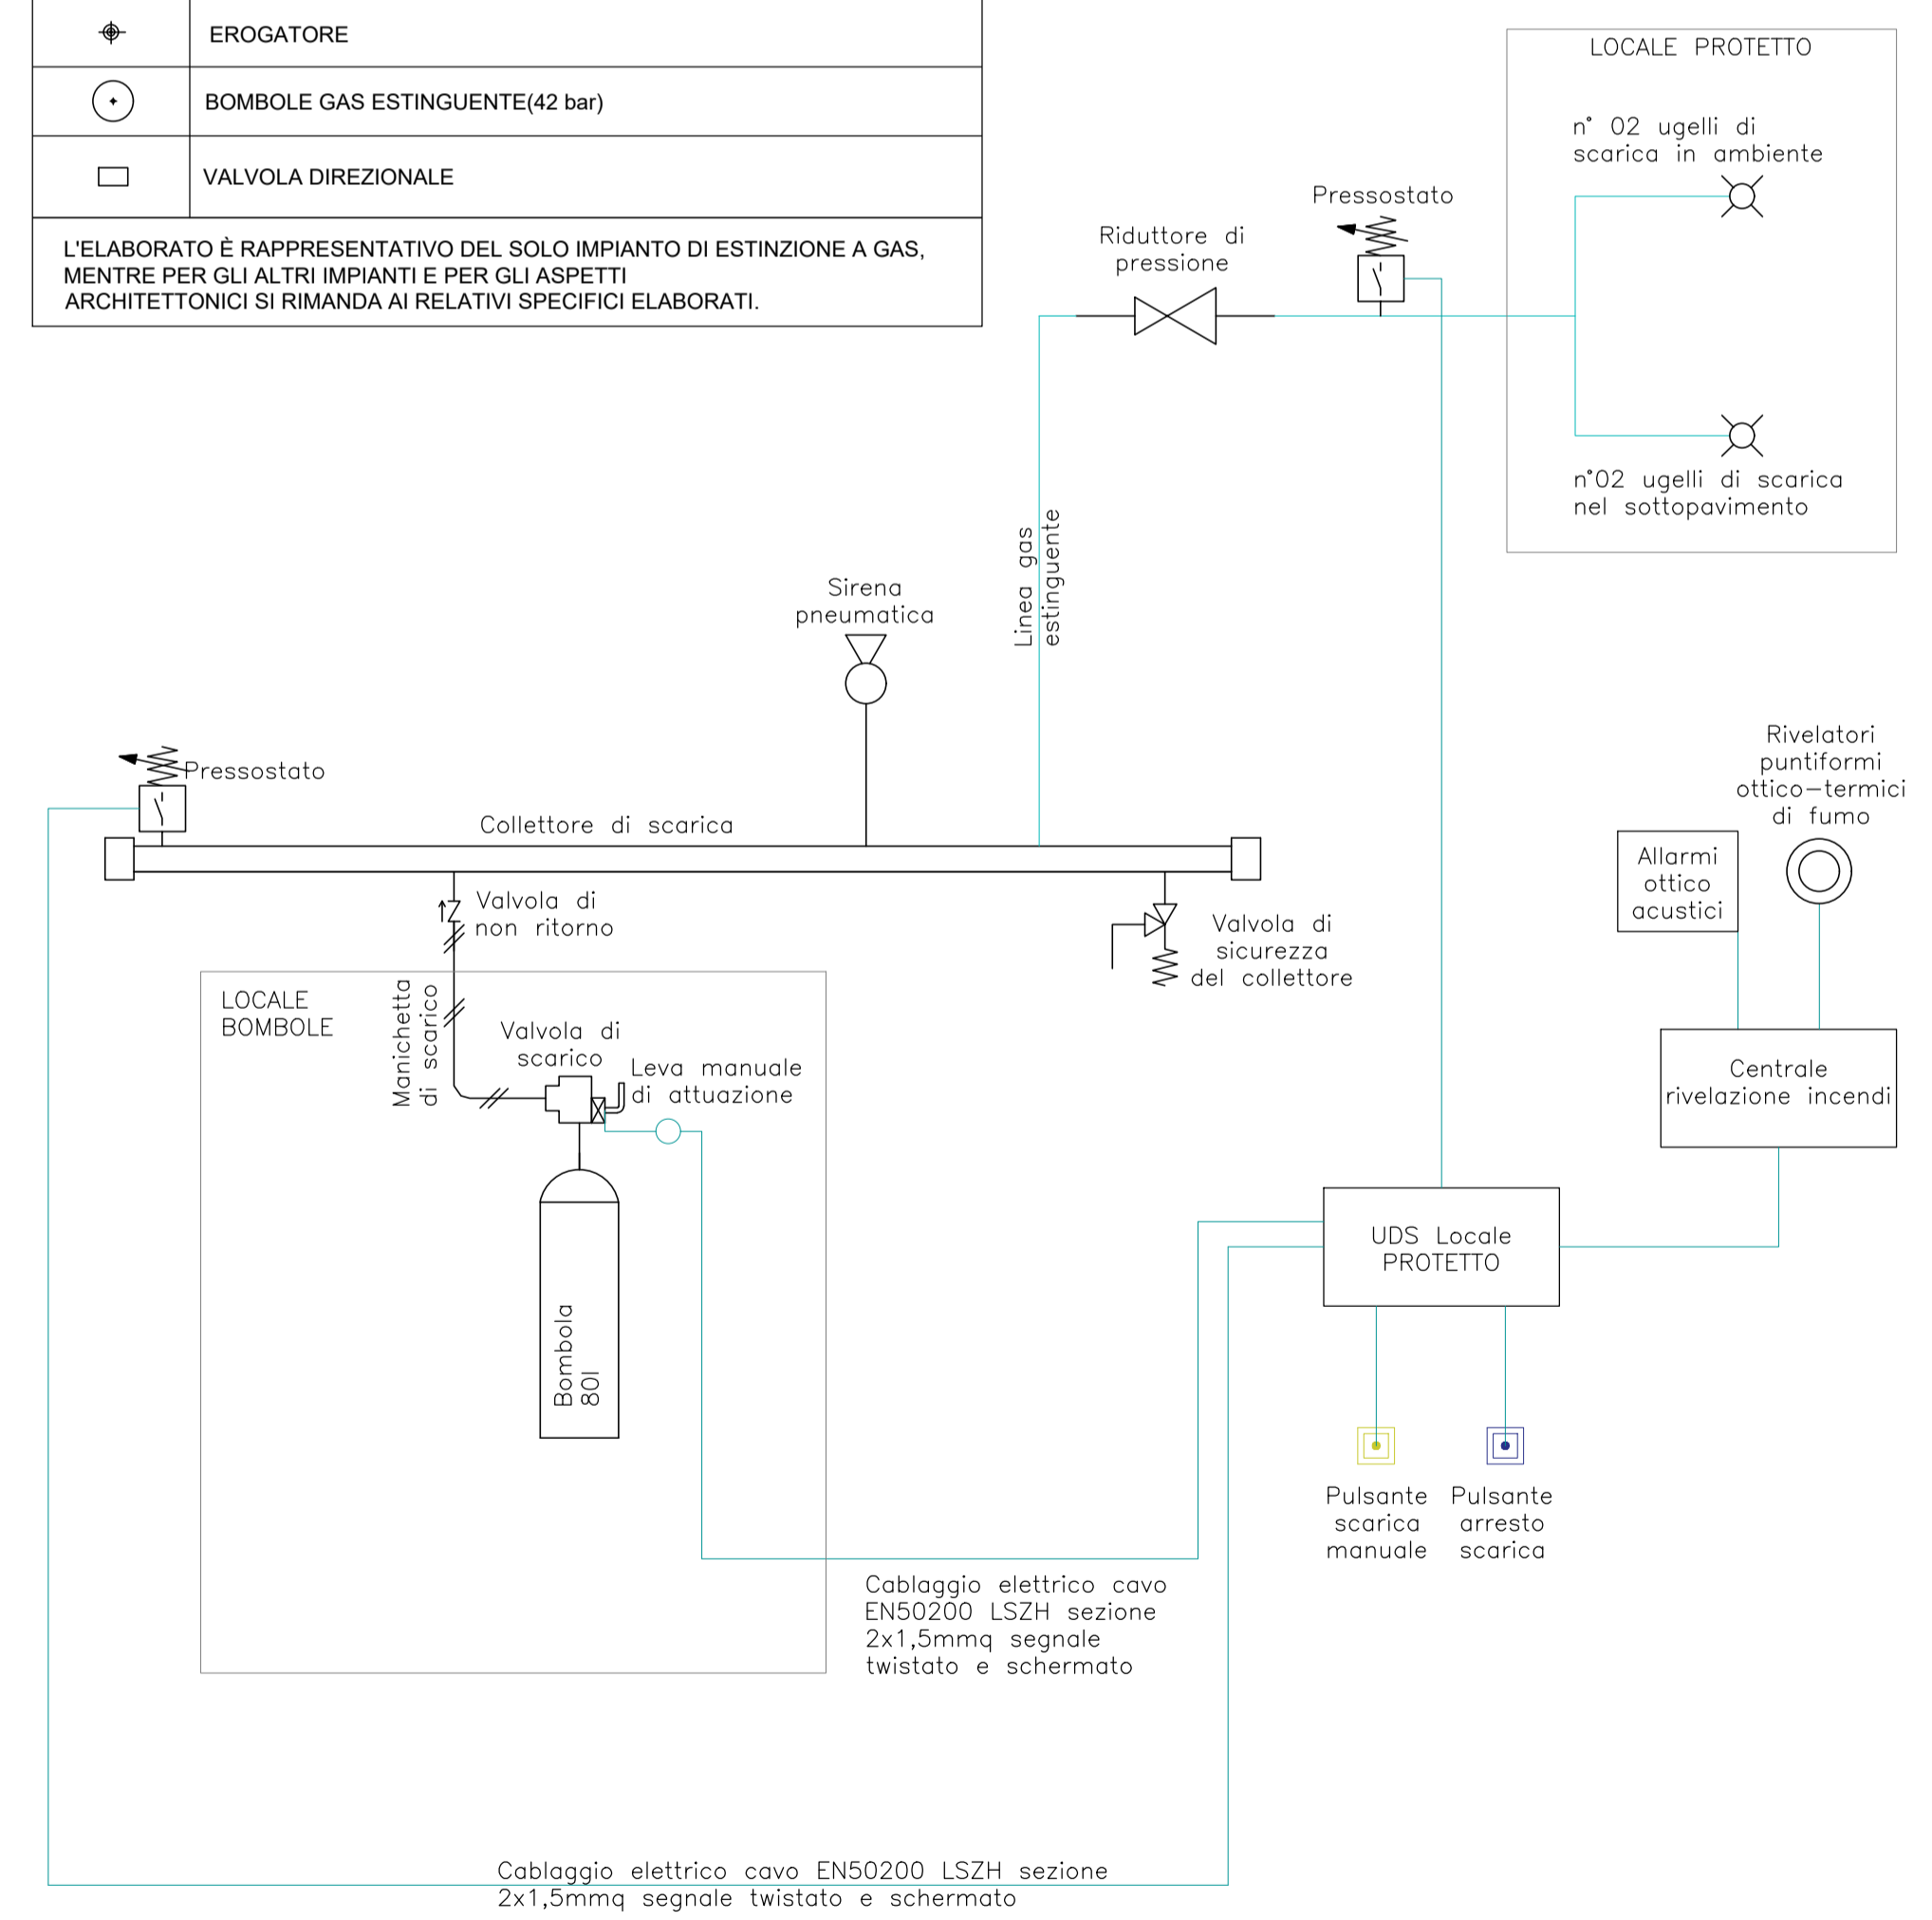 EROGATORE
BOMBOLE GAS ESTINGUENTE(42 bar)
VALVOLA DIREZIONALE
L'ELABORATO È RAPPRESENTATIVO DEL SOLO IMPIANTO DI ESTINZIONE A GAS,
MENTRE PER GLI ALTRI IMPIANTI E PER GLI ASPETTI
ARCHITETTONICI SI RIMANDA AI RELATIVI SPECIFICI ELABORATI.
LOCALE PROTETTO
n° 02 ugelli di
scarica in ambiente
Pressostato
Riduttore di
pressione
n°02 ugelli di scarica
nel sottopavimento
Linea gas
estinguente
Sirena
pneumatica
Pressostato
Collettore di scarica
Rivelatori
puntiformi
ottico-termici
di fumo
Allarmi
ottico
acustici
Valvola di
non ritorno
Valvola di
sicurezza
del collettore
LOCALE
BOMBOLE
Manichetta
di scarico
Valvola di
scarico
Leva manuale
di attuazione
Centrale
rivelazione incendi
UDS Locale
PROTETTO
Bombola
80l
Pulsante
scarica
manuale
Pulsante
arresto
scarica
Cablaggio elettrico cavo
EN50200 LSZH sezione
2x1,5mmq segnale
twistato e schermato
Cablaggio elettrico cavo EN50200 LSZH sezione
2x1,5mmq segnale twistato e schermato